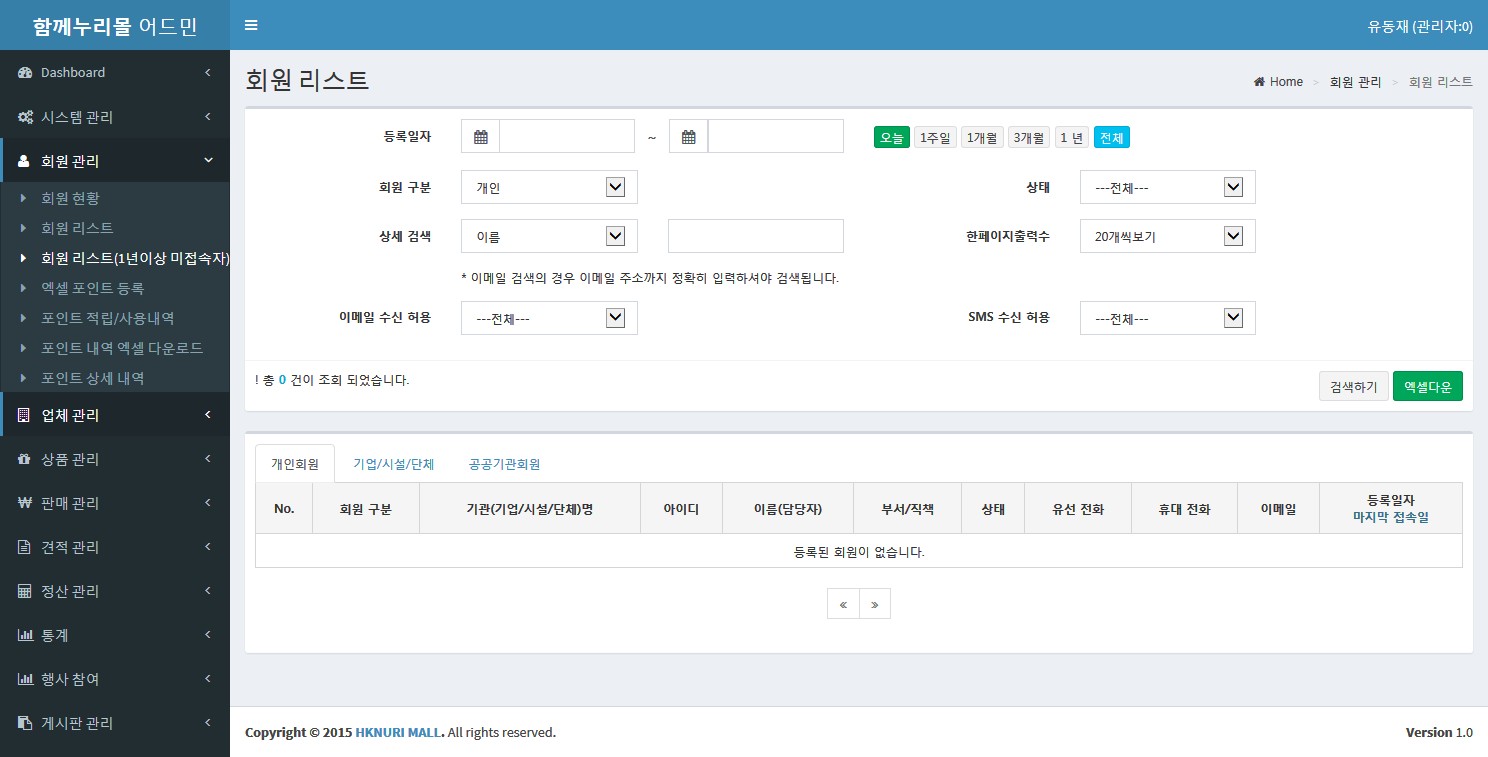 함께누리몰 어드민
유동재 (관리자:0)
Dashboard
시스템 관리
회원 관리
회원 현황
회원 리스트
회원 리스트(1년이상 미접속자)
엑셀 포인트 등록
포인트 적립/사용내역
포인트 내역 엑셀 다운로드
포인트 상세 내역
업체 관리
상품 관리
판매 관리
견적 관리
정산 관리
통계
행사 참여
게시판 관리
회원 리스트
Home > 회원 관리 > 회원 리스트
등록일자 ~ 오늘 1주일 1개월 3개월 1 년 전체
회원 구분 개인 상태 ---전체---
상세 검색 이름 한페이지출력수 20개씩보기
* 이메일 검색의 경우 이메일 주소까지 정확히 입력하셔야 검색됩니다.
이메일 수신 허용 ---전체--- SMS 수신 허용 ---전체---
! 총 0 건이 조회 되었습니다.
검색하기 엑셀다운
개인회원 기업/시설/단체 공공기관회원
No. 회원 구분 기관(기업/시설/단체)명 아이디 이름(담당자) 부서/직책 상태 유선 전화 휴대 전화 이메일 등록일자
마지막 접속일
등록된 회원이 없습니다.
« »
Copyright © 2015 HKNURI MALL. All rights reserved.
Version 1.0